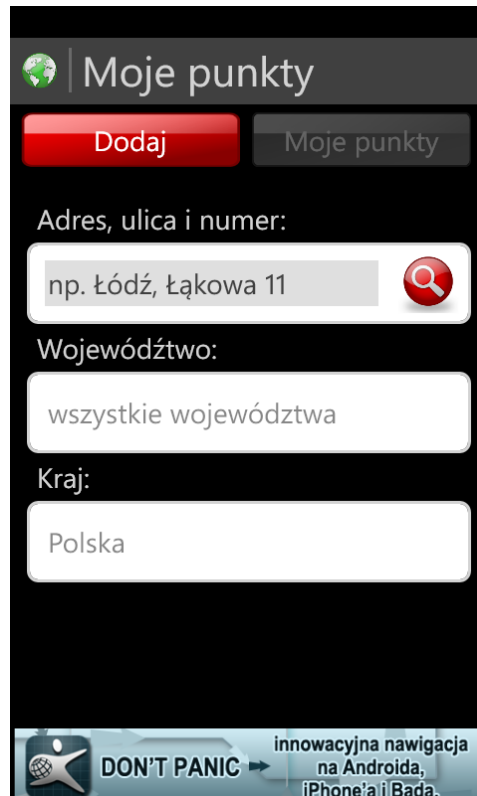 Moje punkty
Dodaj
Moje punkty
Adres, ulica i numer:
np. Łódź, Łąkowa 11
Wojewódźtwo:
wszystkie województwa
Kraj:
Polska
DON'T PANIC
innowacyjna nawigacja
na Androida,
iPhone'a i Bada.